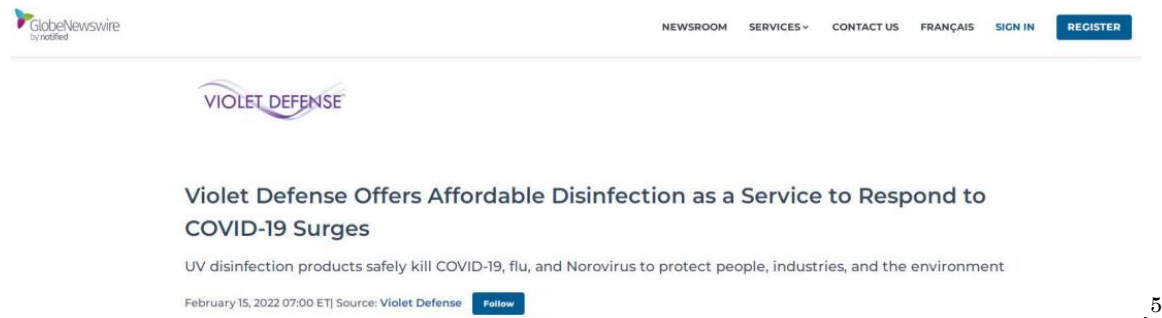 GlobeNewswire
by notified
NEWSROOM SERVICES CONTACT US FRANÇAIS SIGN IN REGISTER
VIOLET DEFENSE
Violet Defense Offers Affordable Disinfection as a Service to Respond to
COVID-19 Surges
UV disinfection products safely kill COVID-19, flu, and Norovirus to protect people, industries, and the environment
February 15, 2022 07:00 ET| Source: Violet Defense Follow
5